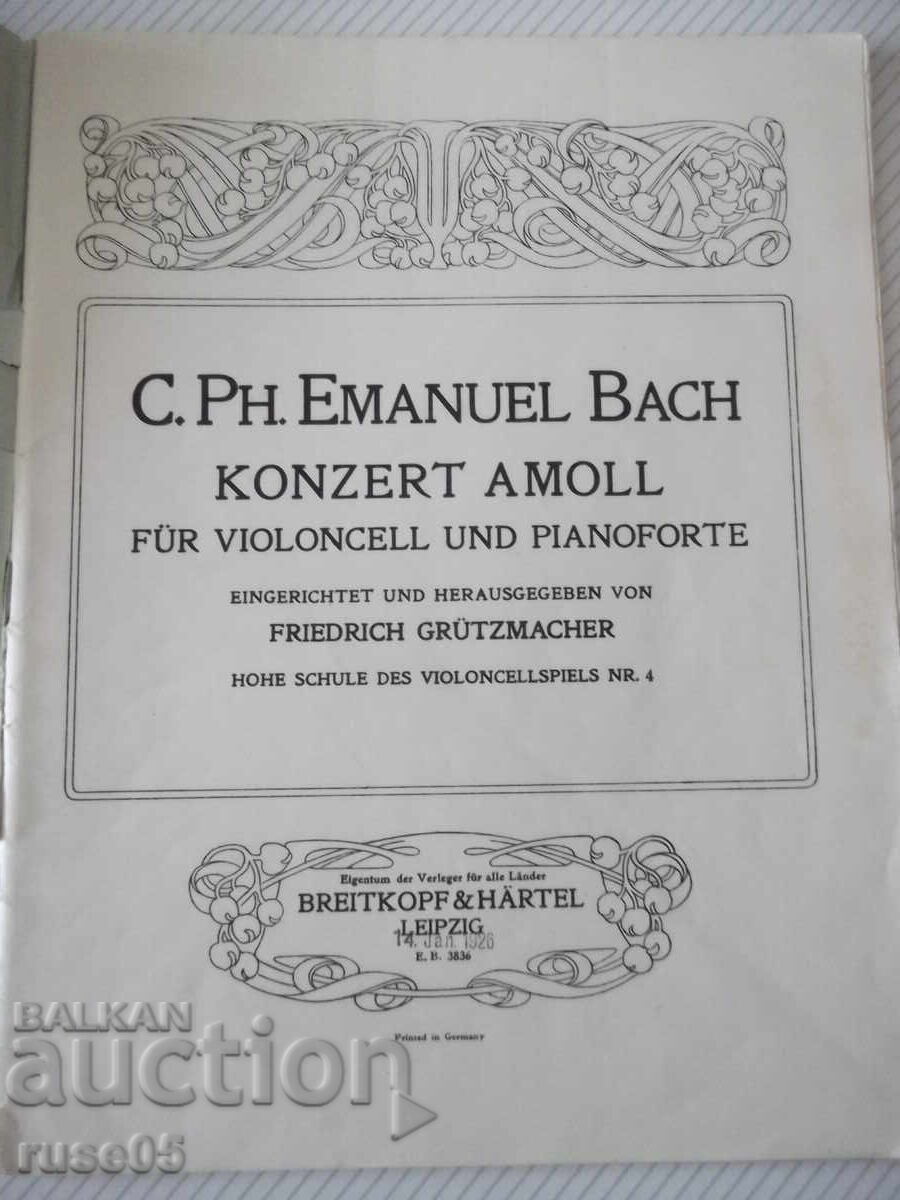 C. PH. EMANUEL BACH
KONZERT AMOLL
FÜR VIOLONCELL UND PIANOFORTE
EINGERICHTET UND HERAUSGEGEBEN VON
FRIEDRICH GRÜTZMACHER
HOHE SCHULE DES VIOLONCELLSPIELS NR. 4
Eigentum der Verleger für alle Länder
BREITKOPF & HÄRTEL
LEIPZIG
14. Jan. 1926
E. B. 3836
Printed in Germany
BALKAN
auction
ruse05